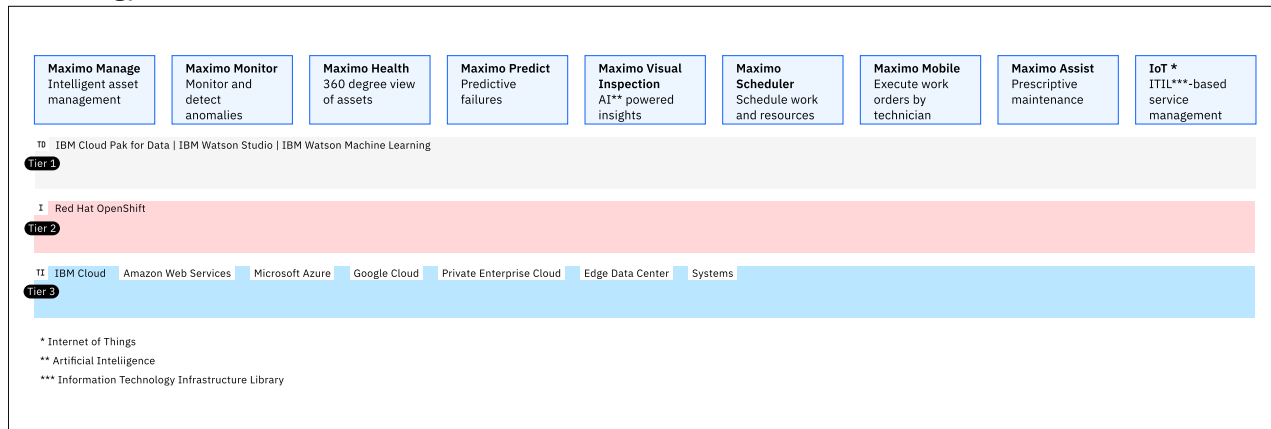 Maximo Manage
Intelligent asset
management
Maximo Monitor
Monitor and
detect
anomalies
Maximo Health
360 degree view
of assets
Maximo Predict
Predictive
failures
Maximo Visual
Inspection
AI** powered
insights
Maximo
Scheduler
Schedule work
and resources
Maximo Mobile
Execute work
orders by
technician
Maximo Assist
Prescriptive
maintenance
IoT *
ITIL***-based
service
management
TD IBM Cloud Pak for Data | IBM Watson Studio | IBM Watson Machine Learning
Tier 1
I Red Hat OpenShift
Tier 2
TI IBM Cloud Amazon Web Services Microsoft Azure Google Cloud Private Enterprise Cloud Edge Data Center Systems
Tier 3
* Internet of Things
** Artificial Inteliigence
*** Information Technology Infrastructure Library